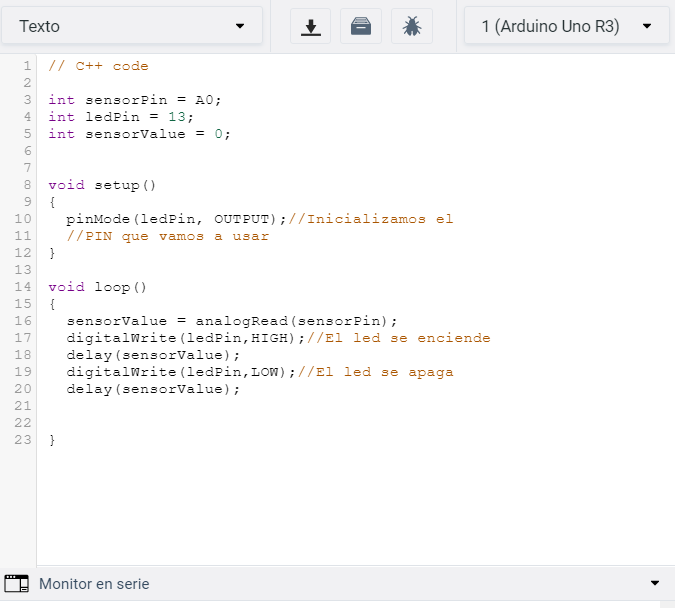 Texto
1 (Arduino Uno R3)
1 // C++ code
2
3 int sensorPin = A0;
4 int ledPin = 13;
5 int sensorValue = 0;
6
7
8 void setup()
9 {
10 pinMode(ledPin, OUTPUT);//Inicializamos el
11 //PIN que vamos a usar
12 }
13
14 void loop()
15 {
16 sensorValue = analogRead(sensorPin);
17 digitalWrite(ledPin,HIGH);//El led se enciende
18 delay(sensorValue);
19 digitalWrite(ledPin,LOW);//El led se apaga
20 delay(sensorValue);
21
22
23 }
Monitor en serie